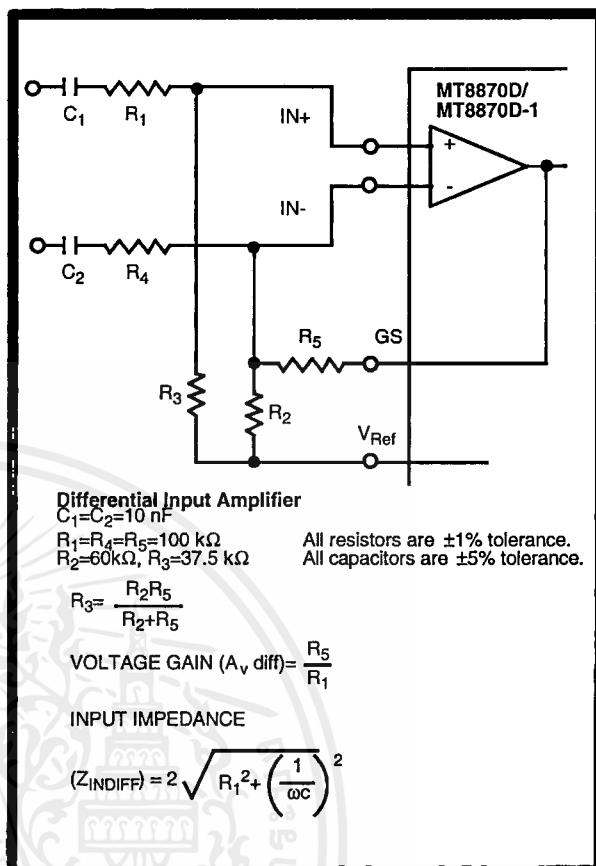 MT8870D/
MT8870D-1
C1 R1 IN+
+
-
IN-
C2 R4
R5 GS
R3 R2
VRef
Differential Input Amplifier
C1=C2=10 nF
R1=R4=R5=100 kΩ All resistors are ±1% tolerance.
R2=60kΩ, R3=37.5 kΩ All capacitors are ±5% tolerance.
R3= R2R5 / R2+R5
VOLTAGE GAIN (Av diff)= R5 / R1
INPUT IMPEDANCE
(ZINDIFF) = 2 √ R1²+ (1 / ωc)²